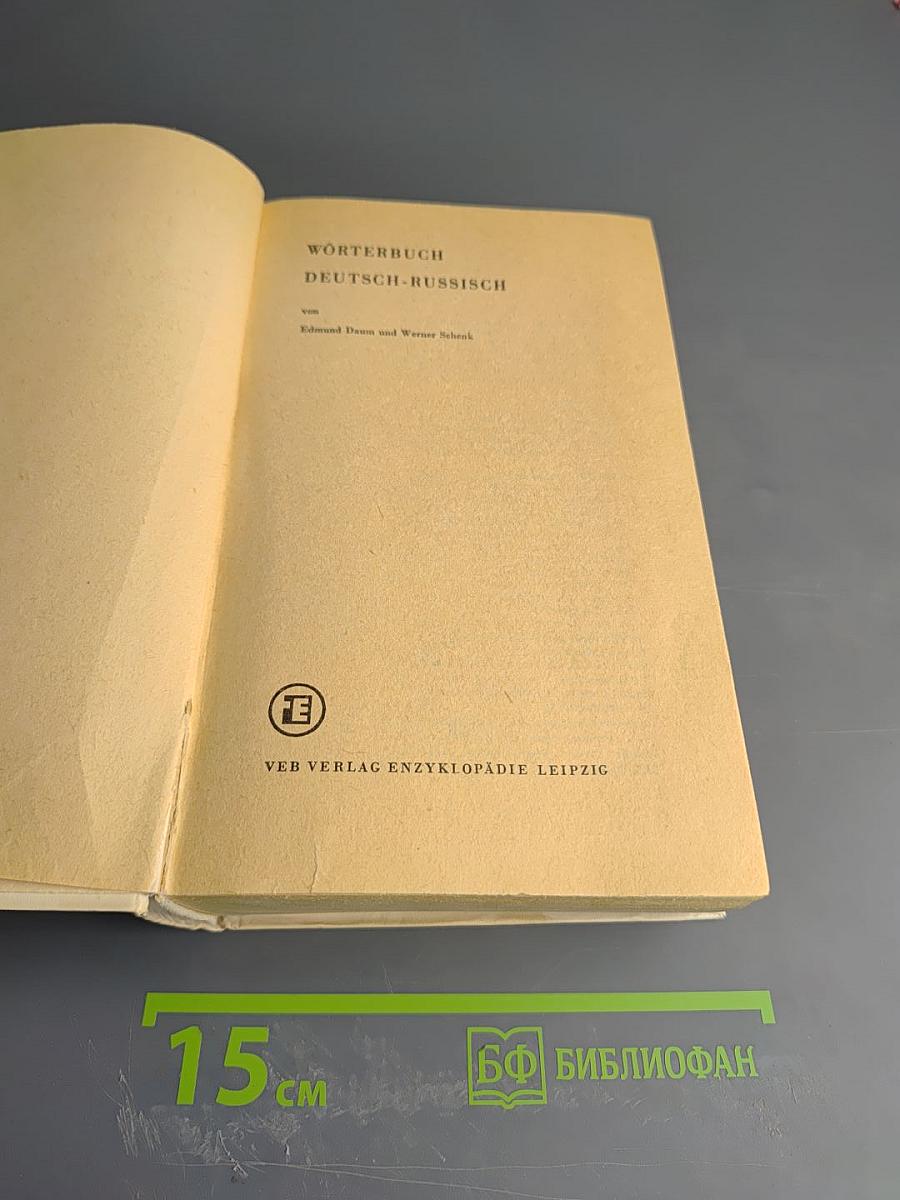 WÖRTERBUCH
DEUTSCH-RUSSISCH
von
Edmund Daum und Werner Schenk
VEB VERLAG ENZYKLOPÄDIE LEIPZIG
15 см
БФ БИБЛИОФАН